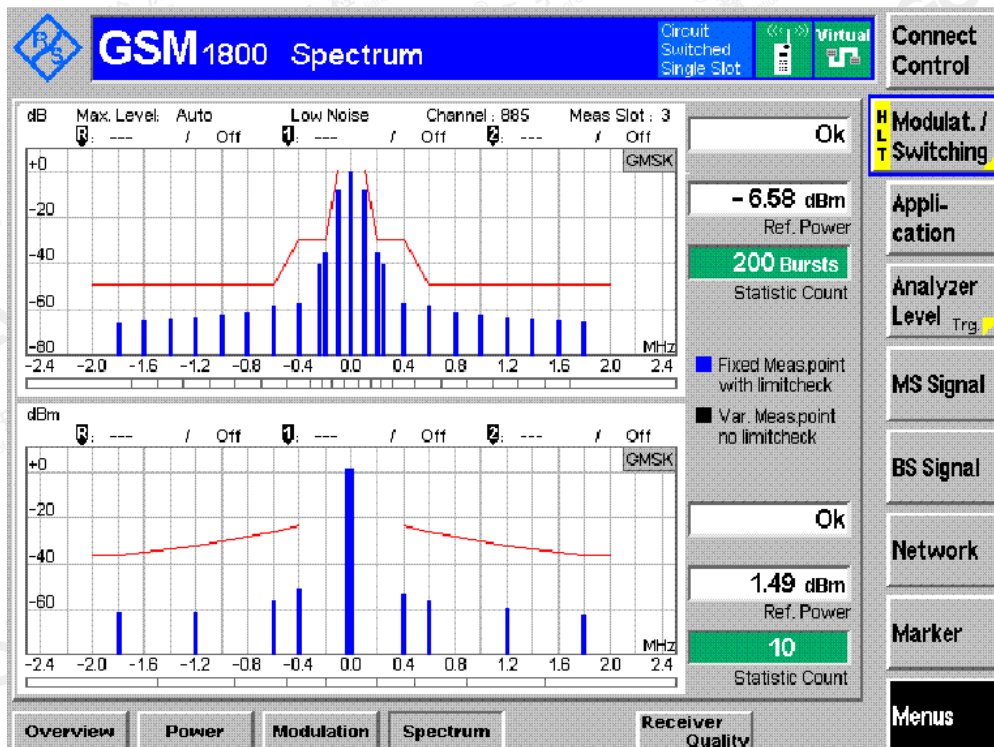 R S
GSM 1800 Spectrum
Circuit
Switched
Single Slot
Virtual
Connect
Control
dB Max. Level: Auto Low Noise Channel : 885 Meas Slot : 3
R: --- / Off 1: --- / Off 2: --- / Off
GMSK
+0
-20
-40
-60
-80
MHz
-2.4 -2.0 -1.6 -1.2 -0.8 -0.4 0.0 0.4 0.8 1.2 1.6 2.0 2.4
Ok
- 6.58 dBm
Ref. Power
200 Bursts
Statistic Count
Fixed Meas.point
with limitcheck
Var. Meas.point
no limitcheck
dBm
R: --- / Off 1: --- / Off 2: --- / Off
GMSK
+0
-20
-40
-60
MHz
-2.4 -2.0 -1.6 -1.2 -0.8 -0.4 0.0 0.4 0.8 1.2 1.6 2.0 2.4
Ok
1.49 dBm
Ref. Power
10
Statistic Count
HLT
Modulat. /
Switching
Appli-
cation
Analyzer
Level Trg.
MS Signal
BS Signal
Network
Marker
Menus
Overview Power Modulation Spectrum Receiver
Quality